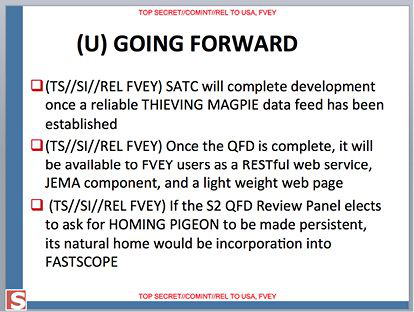 TOP SECRET//COMINT//REL TO USA, FVEY
(U) GOING FORWARD
(TS//SI//REL FVEY) SATC will complete development
once a reliable THIEVING MAGPIE data feed has been
established
(TS//SI//REL FVEY) Once the QFD is complete, it will
be available to FVEY users as a RESTful web service,
JEMA component, and a light weight web page
(TS//SI//REL FVEY) If the S2 QFD Review Panel elects
to ask for HOMING PIGEON to be made persistent,
its natural home would be incorporation into
FASTSCOPE
S
TOP SECRET//COMINT//REL TO USA, FVEY